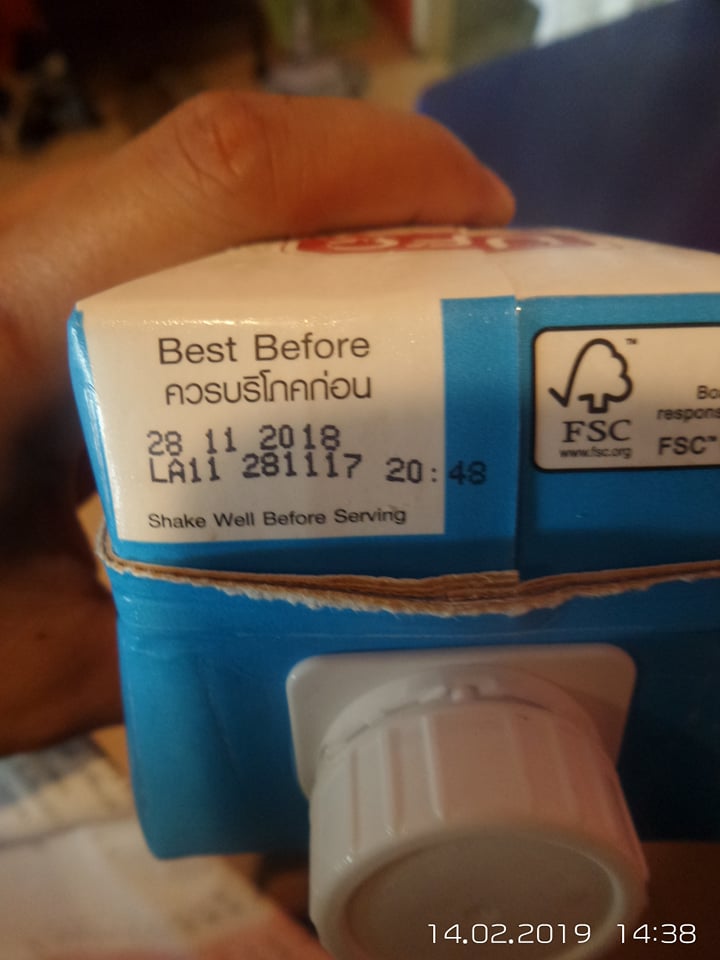 Best Before
ควรบริโภคก่อน
28 11 2018
LA11 281117 20:48
Shake Well Before Serving
FSC
www.fsc.org
FSC™
14.02.2019 14:38